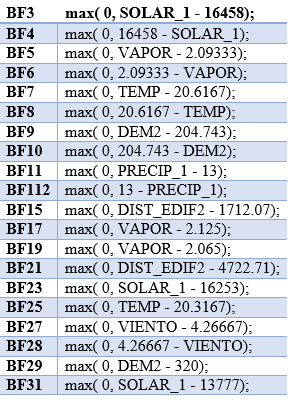 BF3 max( 0, SOLAR_1 - 16458);
BF4 max( 0, 16458 - SOLAR_1);
BF5 max( 0, VAPOR - 2.09333);
BF6 max( 0, 2.09333 - VAPOR);
BF7 max( 0, TEMP - 20.6167);
BF8 max( 0, 20.6167 - TEMP);
BF9 max( 0, DEM2 - 204.743);
BF10 max( 0, 204.743 - DEM2);
BF11 max( 0, PRECIP_1 - 13);
BF112 max( 0, 13 - PRECIP_1);
BF15 max( 0, DIST_EDIF2 - 1712.07);
BF17 max( 0, VAPOR - 2.125);
BF19 max( 0, VAPOR - 2.065);
BF21 max( 0, DIST_EDIF2 - 4722.71);
BF23 max( 0, SOLAR_1 - 16253);
BF25 max( 0, TEMP - 20.3167);
BF27 max( 0, VIENTO - 4.26667);
BF28 max( 0, 4.26667 - VIENTO);
BF29 max( 0, DEM2 - 320);
BF31 max( 0, SOLAR_1 - 13777);